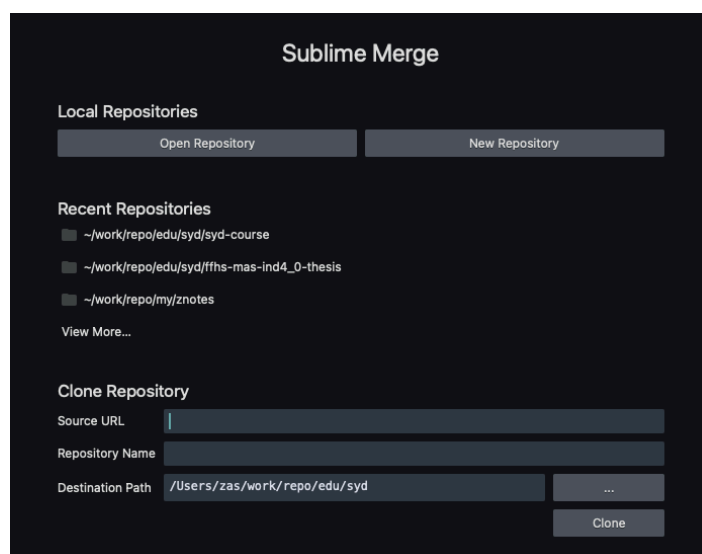 Sublime Merge
Local Repositories
Open Repository New Repository
Recent Repositories
~/work/repo/edu/syd/syd-course
~/work/repo/edu/syd/ffhs-mas-ind4_0-thesis
~/work/repo/my/znotes
View More...
Clone Repository
Source URL
Repository Name
Destination Path /Users/zas/work/repo/edu/syd ...
Clone